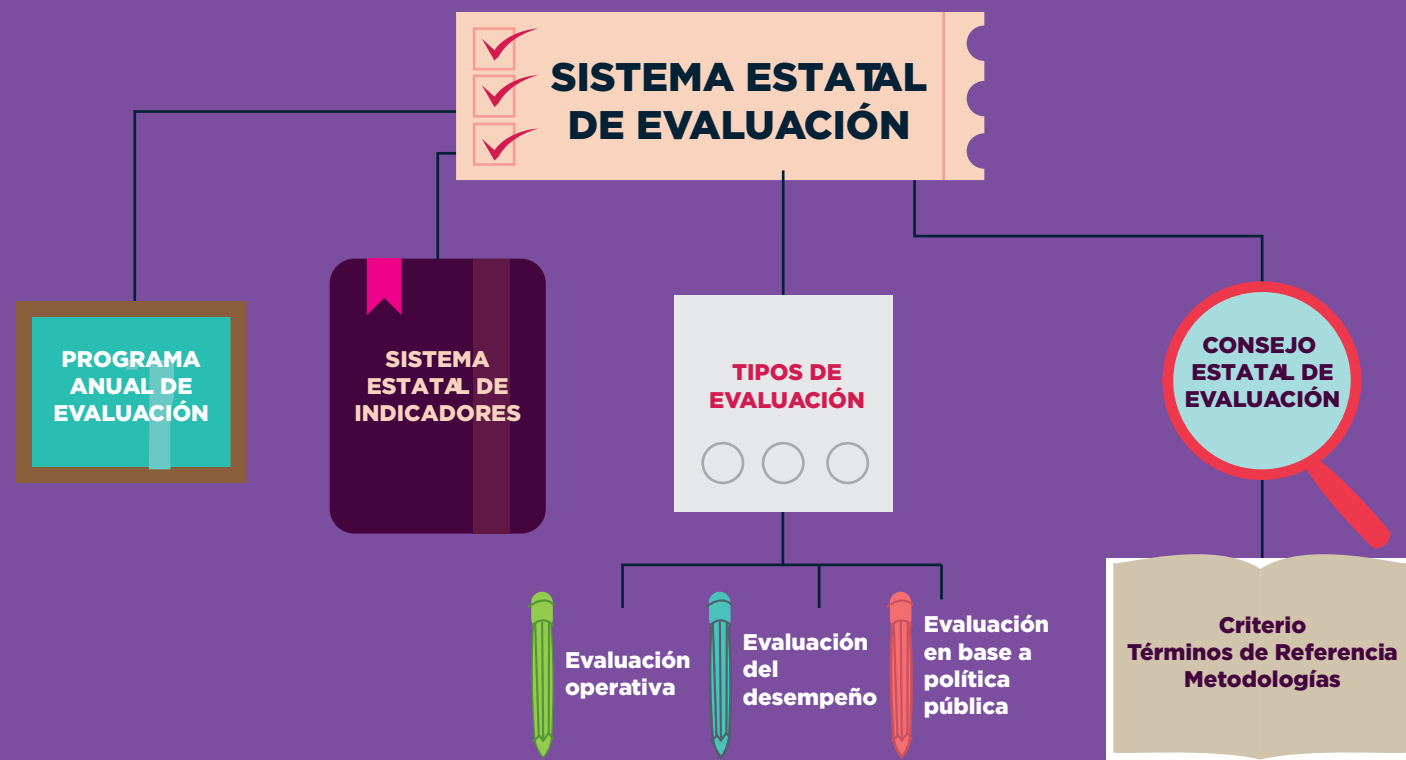 SISTEMA ESTATAL
DE EVALUACIÓN
PROGRAMA
ANUAL DE
EVALUACIÓN
SISTEMA
ESTATAL DE
INDICADORES
TIPOS DE
EVALUACIÓN
CONSEJO
ESTATAL DE
EVALUACIÓN
Evaluación
operativa
Evaluación
del
desempeño
Evaluación
en base a
política
pública
Criterio
Términos de Referencia
Metodologías